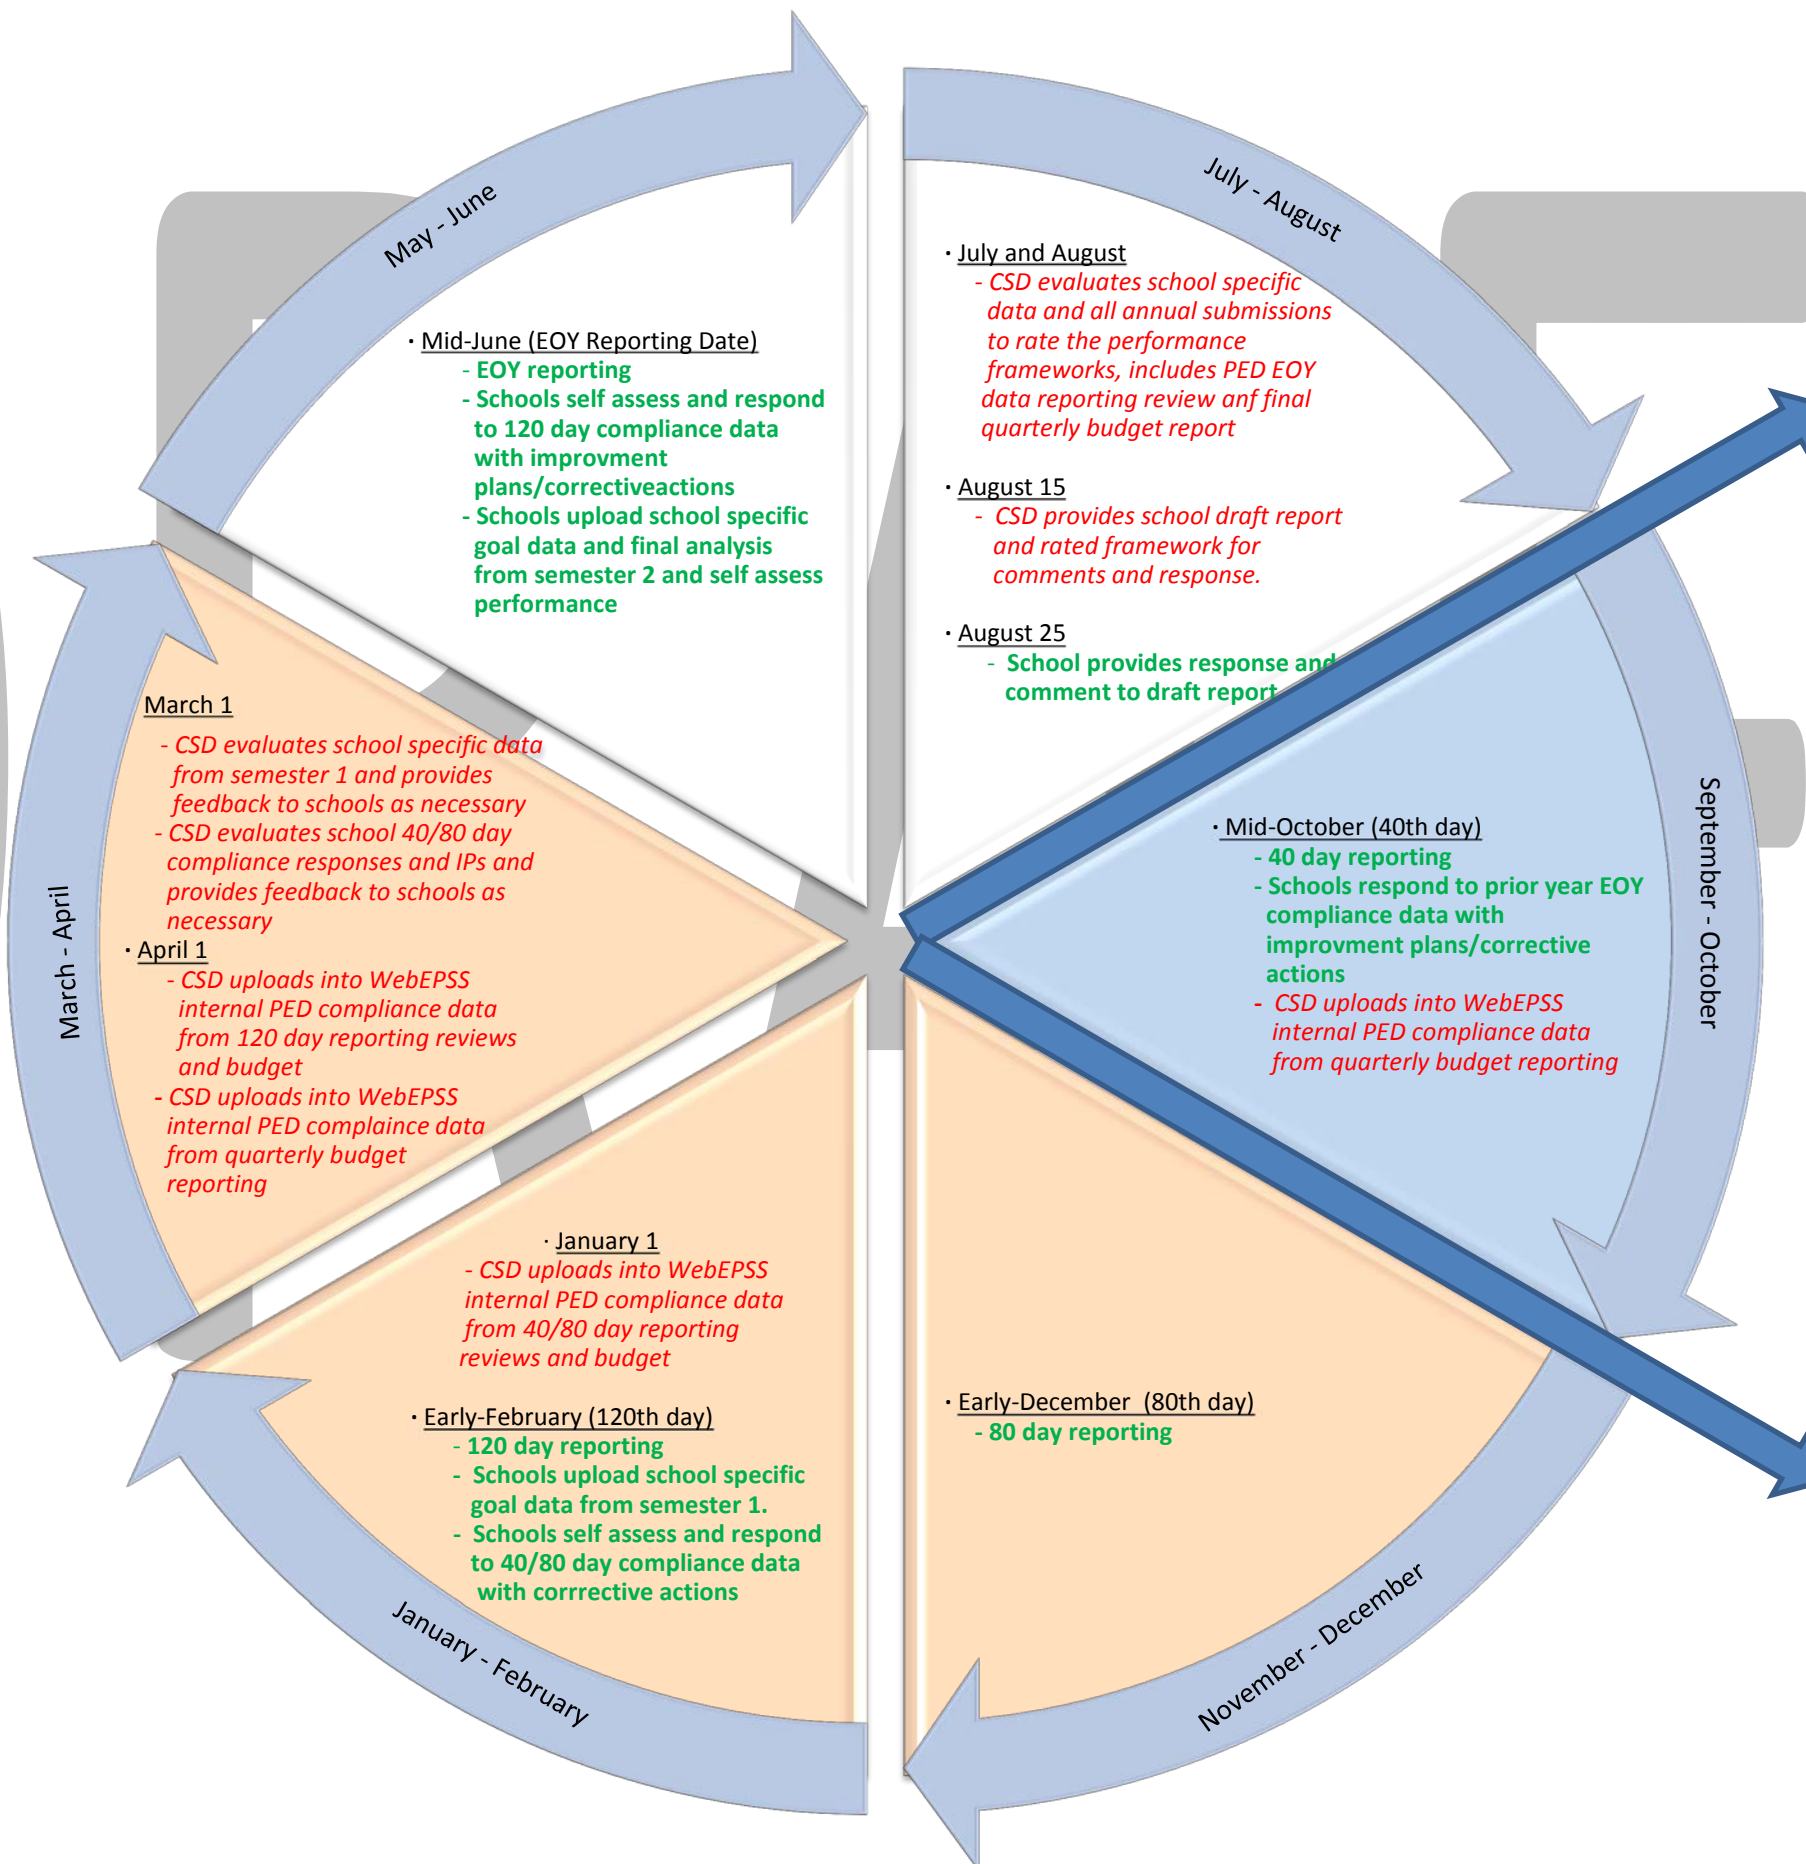 July - August
· July and August
- CSD evaluates school specific
data and all annual submissions
to rate the performance
frameworks, includes PED EOY
data reporting review anf final
quarterly budget report
· August 15
- CSD provides school draft report
and rated framework for
comments and response.
· August 25
- School provides response and
comment to draft report
September - October
· Mid-October (40th day)
- 40 day reporting
- Schools respond to prior year EOY
compliance data with
improvment plans/corrective
actions
- CSD uploads into WebEPSS
internal PED compliance data
from quarterly budget reporting
November - December
· Early-December (80th day)
- 80 day reporting
January - February
· January 1
- CSD uploads into WebEPSS
internal PED compliance data
from 40/80 day reporting
reviews and budget
· Early-February (120th day)
- 120 day reporting
- Schools upload school specific
goal data from semester 1.
- Schools self assess and respond
to 40/80 day compliance data
with corrrective actions
March - April
March 1
- CSD evaluates school specific data
from semester 1 and provides
feedback to schools as necessary
- CSD evaluates school 40/80 day
compliance responses and IPs and
provides feedback to schools as
necessary
· April 1
- CSD uploads into WebEPSS
internal PED compliance data
from 120 day reporting reviews
and budget
- CSD uploads into WebEPSS
internal PED complaince data
from quarterly budget
reporting
May - June
· Mid-June (EOY Reporting Date)
- EOY reporting
- Schools self assess and respond
to 120 day compliance data
with improvment
plans/correctiveactions
- Schools upload school specific
goal data and final analysis
from semester 2 and self assess
performance